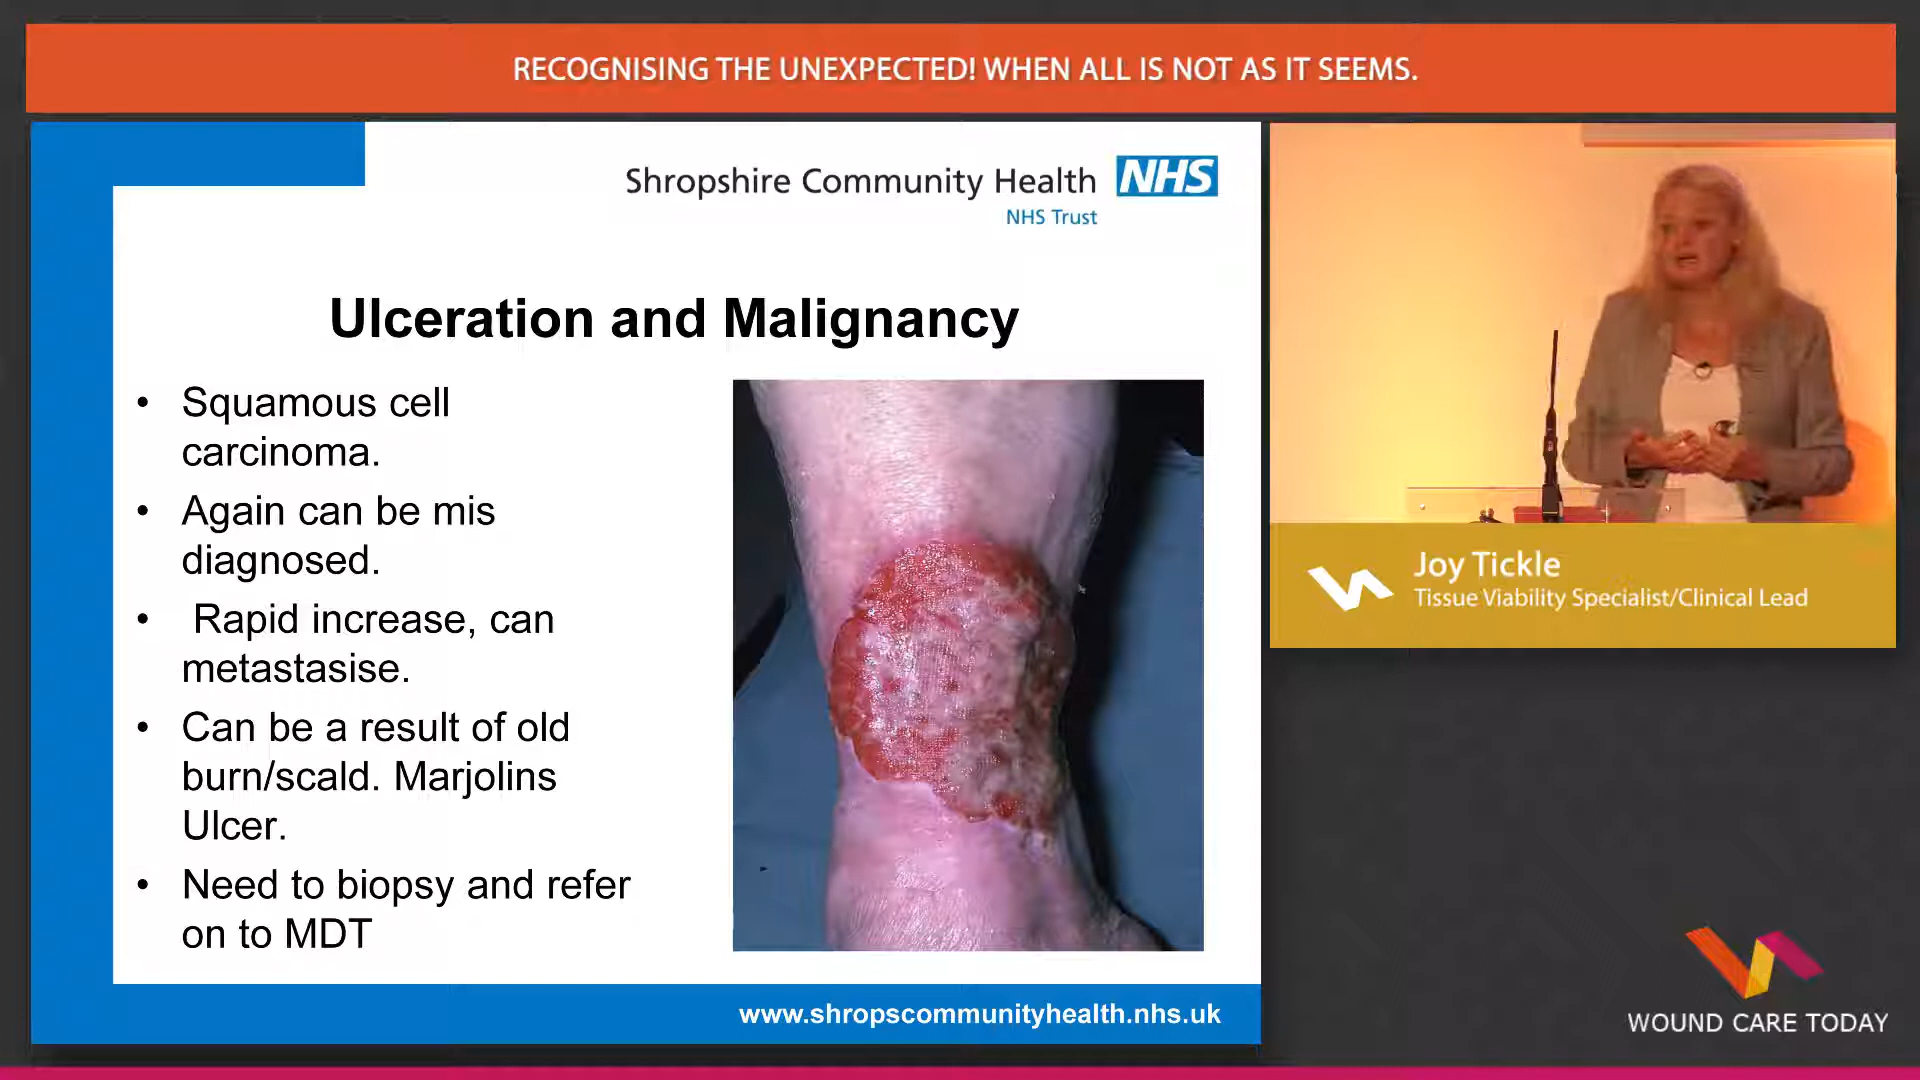 RECOGNISING THE UNEXPECTED! WHEN ALL IS NOT AS IT SEEMS.
Shropshire Community Health NHS
NHS Trust
Ulceration and Malignancy
• Squamous cell
carcinoma.
• Again can be mis
diagnosed.
• Rapid increase, can
metastasise.
• Can be a result of old
burn/scald. Marjolins
Ulcer.
• Need to biopsy and refer
on to MDT
www.shropscommunityhealth.nhs.uk
Joy Tickle
Tissue Viability Specialist/Clinical Lead
WOUND CARE TODAY